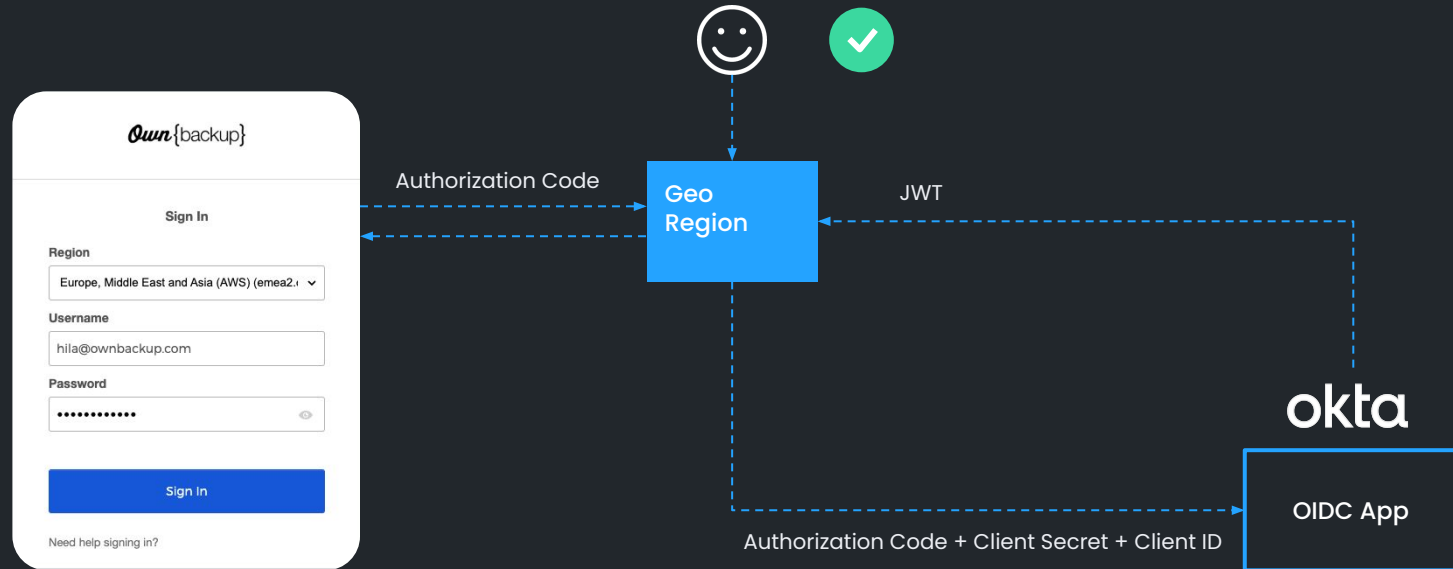 Own{backup}
Sign In
Region
Europe, Middle East and Asia (AWS) (emea2.
Username
hila@ownbackup.com
Password
••••••••••••
Sign In
Need help signing in?
Authorization Code
Geo
Region
JWT
okta
OIDC App
Authorization Code + Client Secret + Client ID